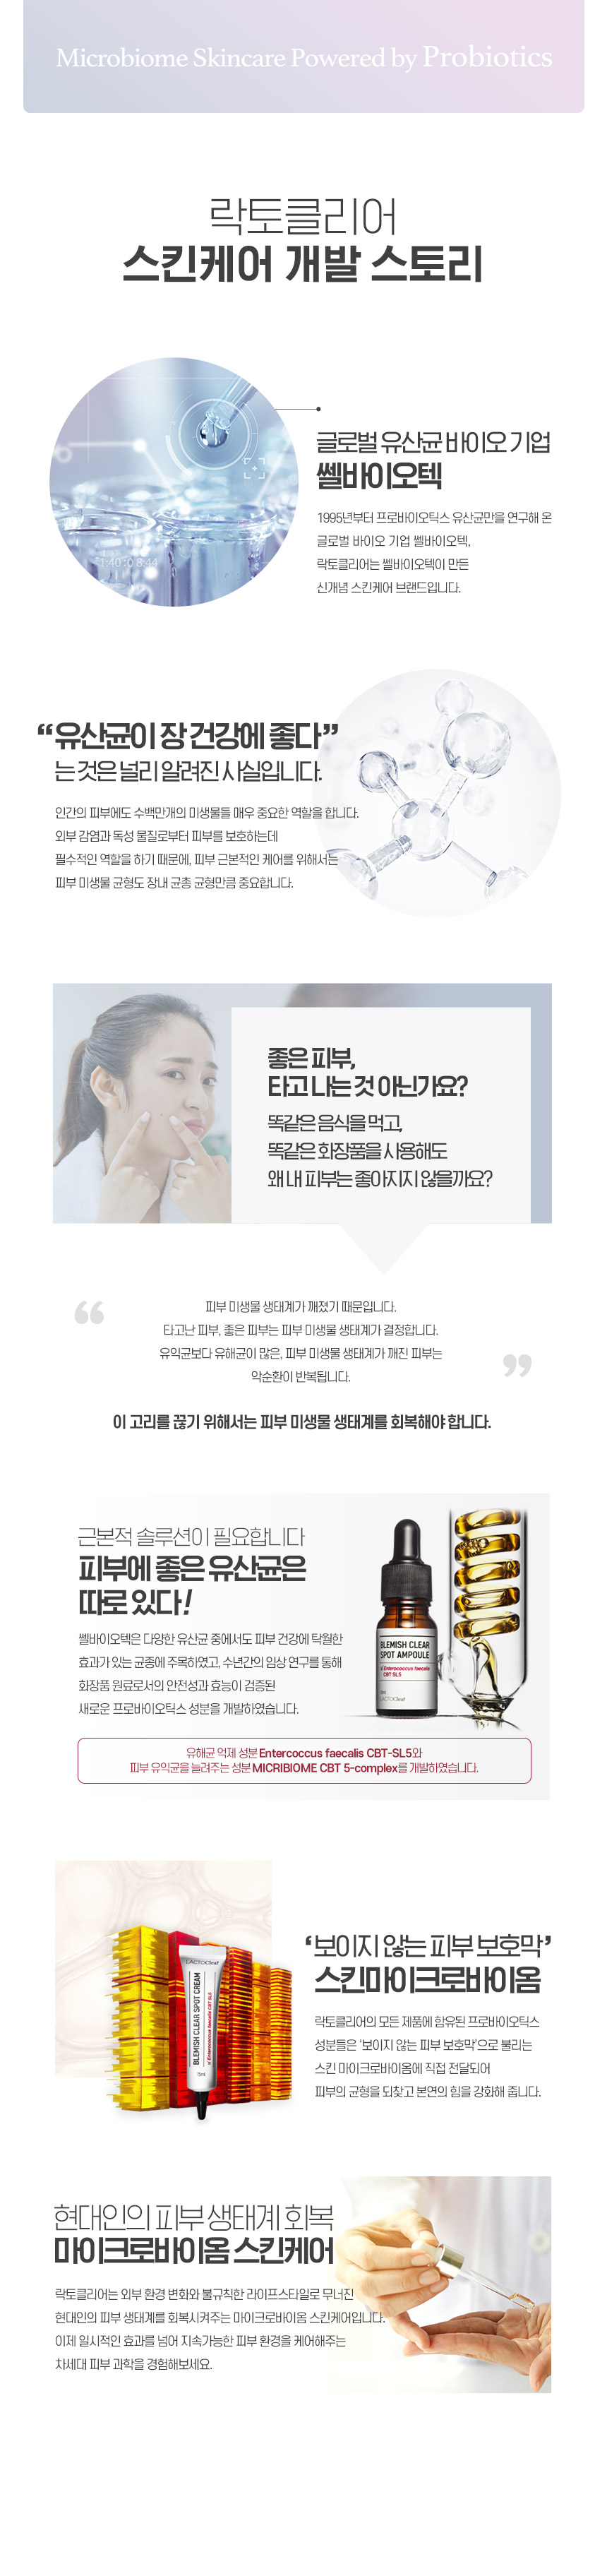 Microbiome Skincare Powered by Probiotics
락토클리어
스킨케어 개발 스토리
글로벌 유산균 바이오 기업
쎌바이오텍
1995년부터 프로바이오틱스 유산균만을 연구해 온
글로벌 바이오 기업 쎌바이오텍,
락토클리어는 쎌바이오텍이 만든
신개념 스킨케어 브랜드입니다.
1:40:0 8:44
“유산균이 장 건강에 좋다”
는 것은 널리 알려진 사실입니다.
인간의 피부에도 수백만개의 미생물들 매우 중요한 역할을 합니다.
외부 감염과 독성 물질로부터 피부를 보호하는데
필수적인 역할을 하기 때문에, 피부 근본적인 케어를 위해서는
피부 미생물 균형도 장내 균총 균형만큼 중요합니다.
좋은 피부,
타고 나는 것 아닌가요?
똑같은 음식을 먹고,
똑같은 화장품을 사용해도
왜 내 피부는 좋아지지 않을까요?
“
피부 미생물 생태계가 깨졌기 때문입니다.
타고난 피부, 좋은 피부는 피부 미생물 생태계가 결정합니다.
유익균보다 유해균이 많은, 피부 미생물 생태계가 깨진 피부는
악순환이 반복됩니다.
”
이 고리를 끊기 위해서는 피부 미생물 생태계를 회복해야 합니다.
근본적 솔루션이 필요합니다
피부에 좋은 유산균은
따로 있다!
쎌바이오텍은 다양한 유산균 중에서도 피부 건강에 탁월한
효과가 있는 균종에 주목하였고, 수년간의 임상 연구를 통해
화장품 원료로서의 안전성과 효능이 검증된
새로운 프로바이오틱스 성분을 개발하였습니다.
BLEMISH CLEAR
SPOT AMPOULE
√ Enterococcus faecalis
CBT SL5
LACTOClear
유해균 억제 성분 Entercoccus faecalis CBT-SL5와
피부 유익균을 늘려주는 성분 MICRIBIOME CBT 5-complex를 개발하였습니다.
LACTOClear
BLEMISH CLEAR SPOT CREAM
√ Enterococcus faecalis CBT SL5
15ml
‘보이지 않는 피부 보호막’
스킨마이크로바이옴
락토클리어의 모든 제품에 함유된 프로바이오틱스
성분들은 ‘보이지 않는 피부 보호막’으로 불리는
스킨 마이크로바이옴에 직접 전달되어
피부의 균형을 되찾고 본연의 힘을 강화해 줍니다.
현대인의 피부 생태계 회복
마이크로바이옴 스킨케어
락토클리어는 외부 환경 변화와 불규칙한 라이프스타일로 무너진
현대인의 피부 생태계를 회복시켜주는 마이크로바이옴 스킨케어입니다.
이제 일시적인 효과를 넘어 지속가능한 피부 환경을 케어해주는
차세대 피부 과학을 경험해보세요.